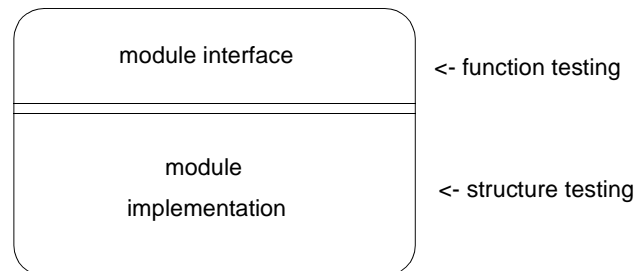 module interface
<- function testing
module
implementation
<- structure testing